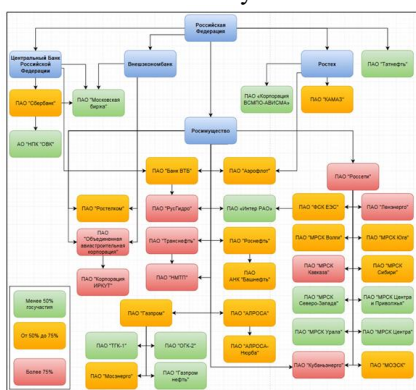 Российская
Федерация
Центральный Банк
Российской
Федерации
Внешэкономбанк
Ростех
ПАО "Татнефть"
ПАО "Сбербанк"
ПАО "Московская
биржа"
ПАО «Корпорация
ВСМПО-АВИСМА»
ПАО "КАМАЗ"
АО "НПК "ОВК"
Росимущество
ПАО "Банк ВТБ"
ПАО "Аэрофлот"
ПАО "Россети"
ПАО "Ростелеком"
ПАО "РусГидро"
ПАО «Интер РАО»
ПАО "ФСК ЕЭС"
ПАО "Ленэнерго"
ПАО
"Объединенная
авиастроительная
корпорация"
ПАО "Транснефть"
ПАО "Роснефть"
ПАО "МРСК Волги"
ПАО "МРСК Юга"
ПАО "Корпорация
ИРКУТ"
ПАО "НМТП"
ПАО
АНК "Башнефть"
ПАО "МРСК
Кавказа"
ПАО "МРСК
Сибири"
Менее 50%
госучастия
ПАО "Газпром"
ПАО "АЛРОСА"
ПАО "МРСК
Северо-Запада"
ПАО "МРСК Центра
и Приволжья"
От 50% до 75%
ПАО "ТГК-1"
ПАО "ОГК-2"
ПАО "АЛРОСА-
Нюрба"
ПАО "МРСК Урала"
ПАО "МРСК Центра"
Более 75%
ПАО "Мосэнерго"
ПАО "Газпром
нефть"
ПАО "Кубаньэнерго"
ПАО "МОЭСК"